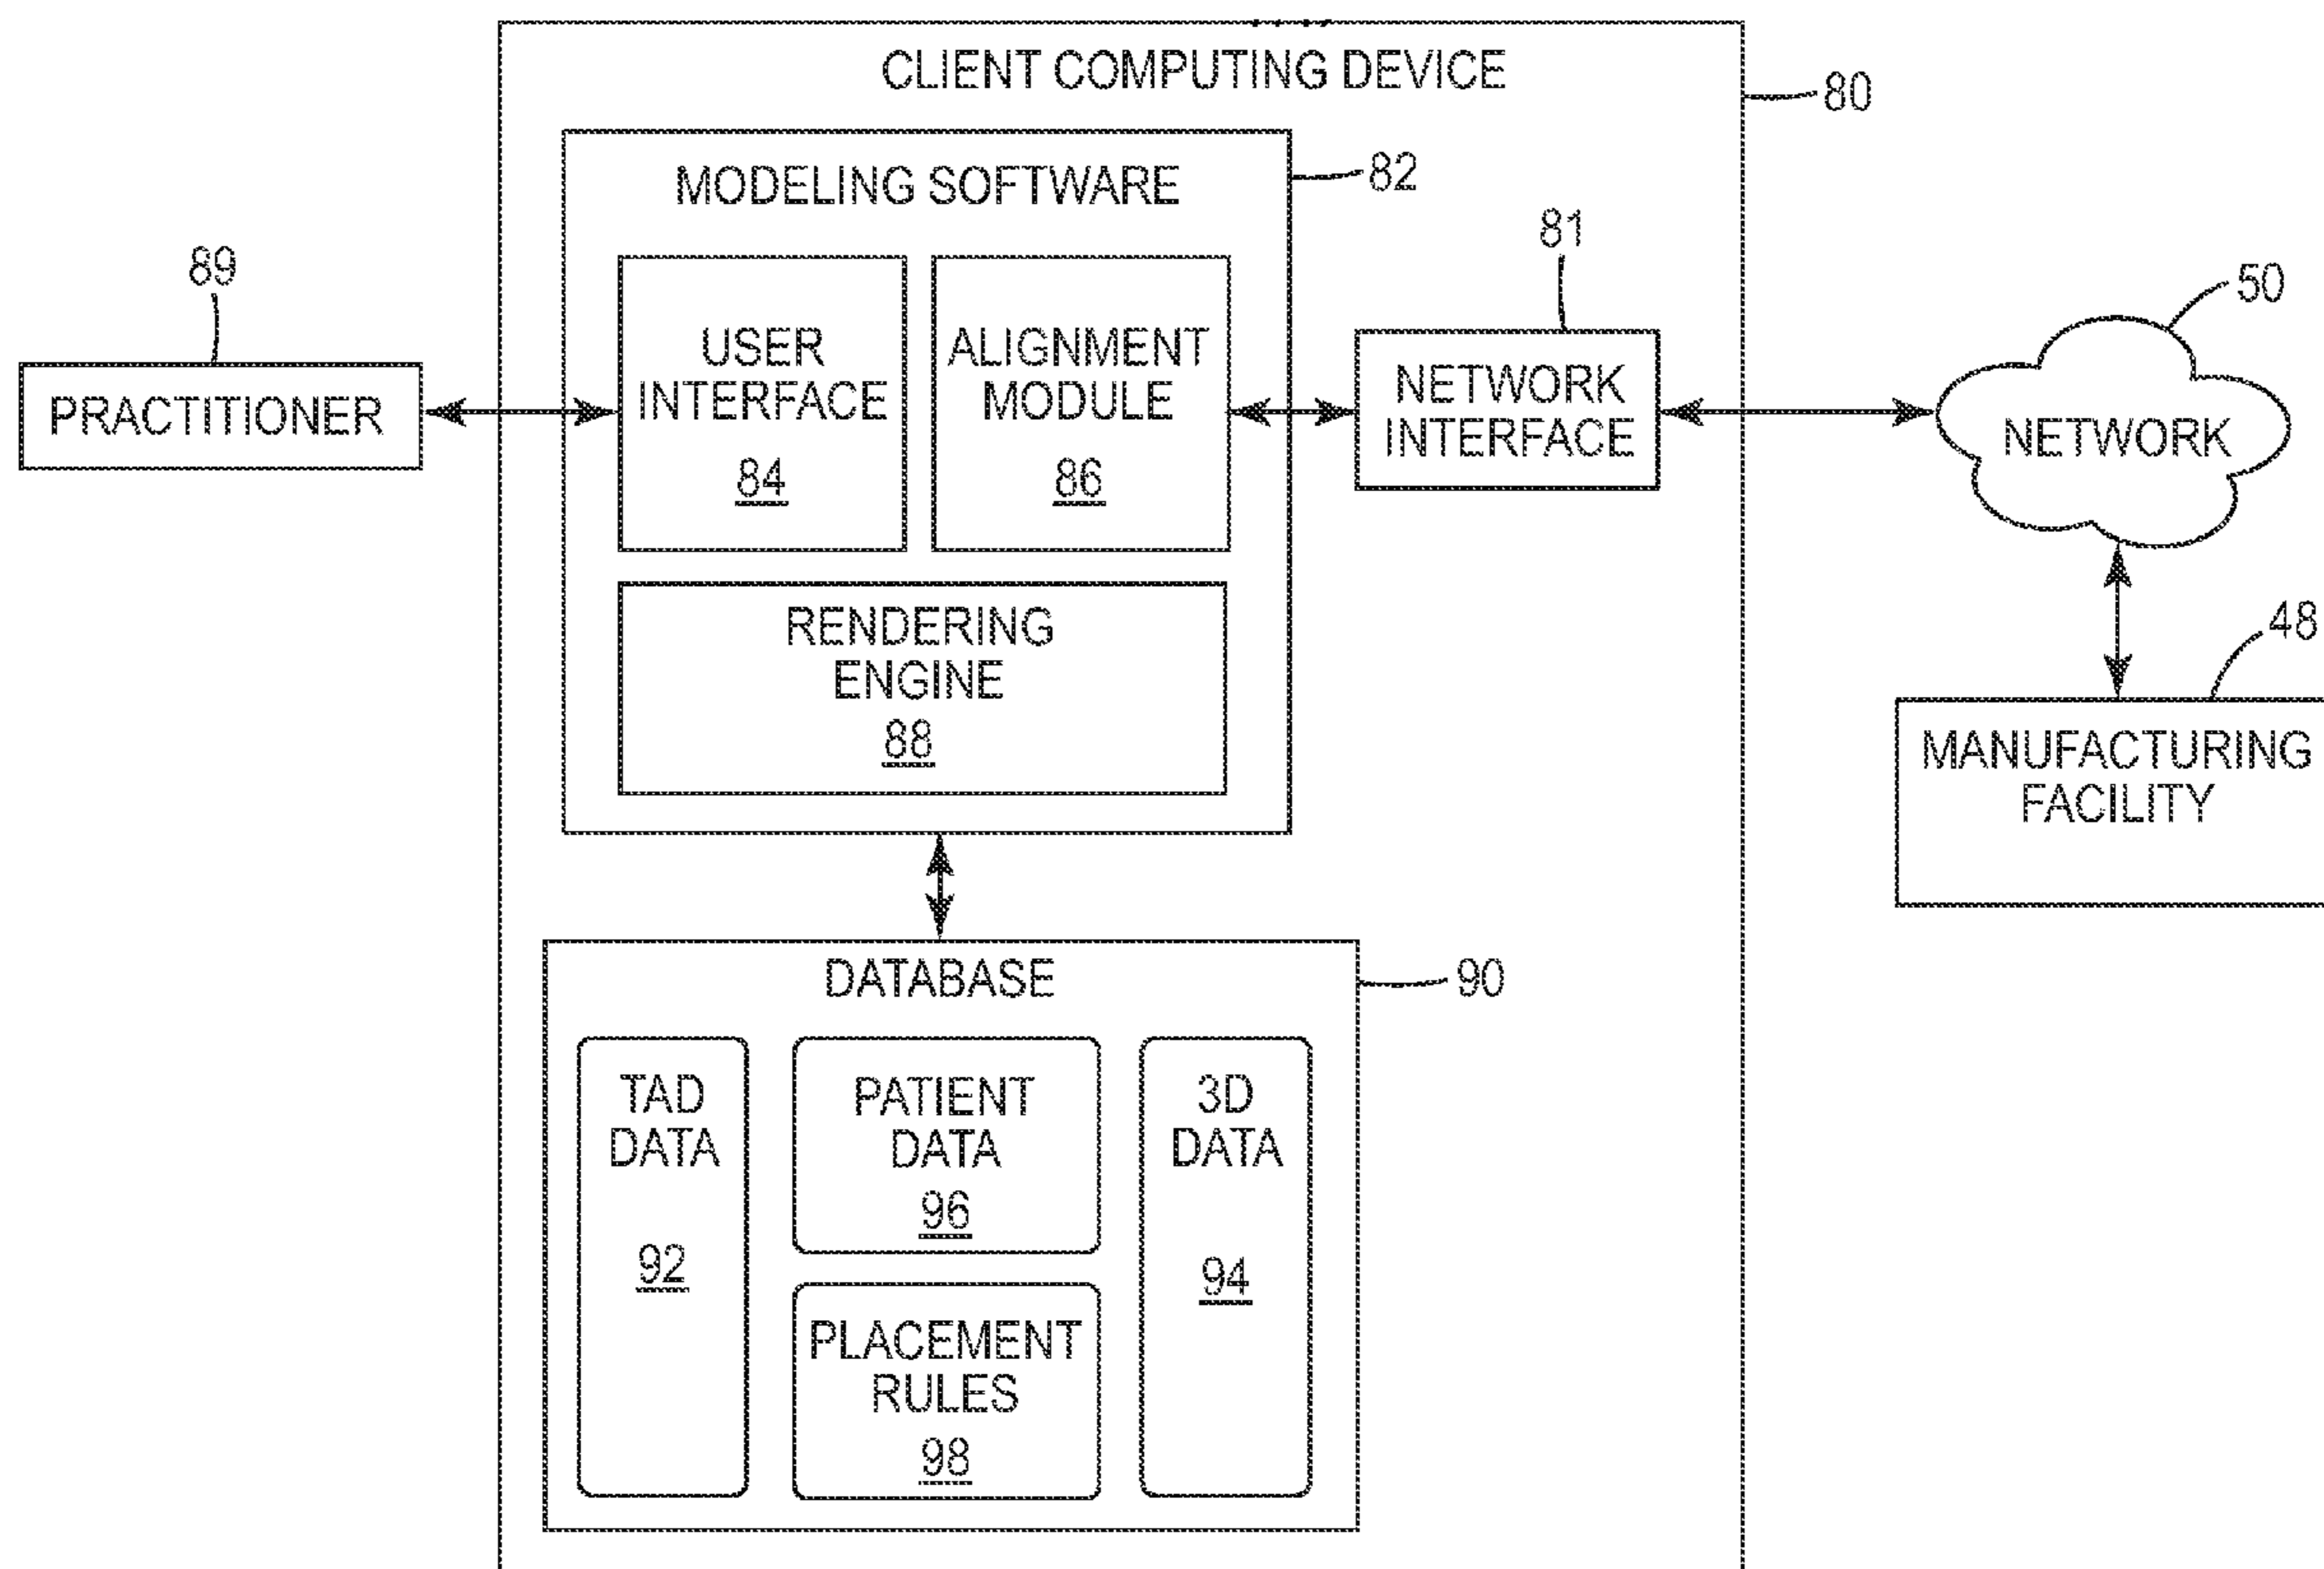 CLIENT COMPUTING DEVICE
80
MODELING SOFTWARE
82
89
PRACTITIONER
USER
INTERFACE
84
ALIGNMENT
MODULE
86
81
NETWORK
INTERFACE
50
NETWORK
RENDERING
ENGINE
88
48
MANUFACTURING
FACILITY
DATABASE
90
TAD
DATA
92
PATIENT
DATA
96
3D
DATA
94
PLACEMENT
RULES
98